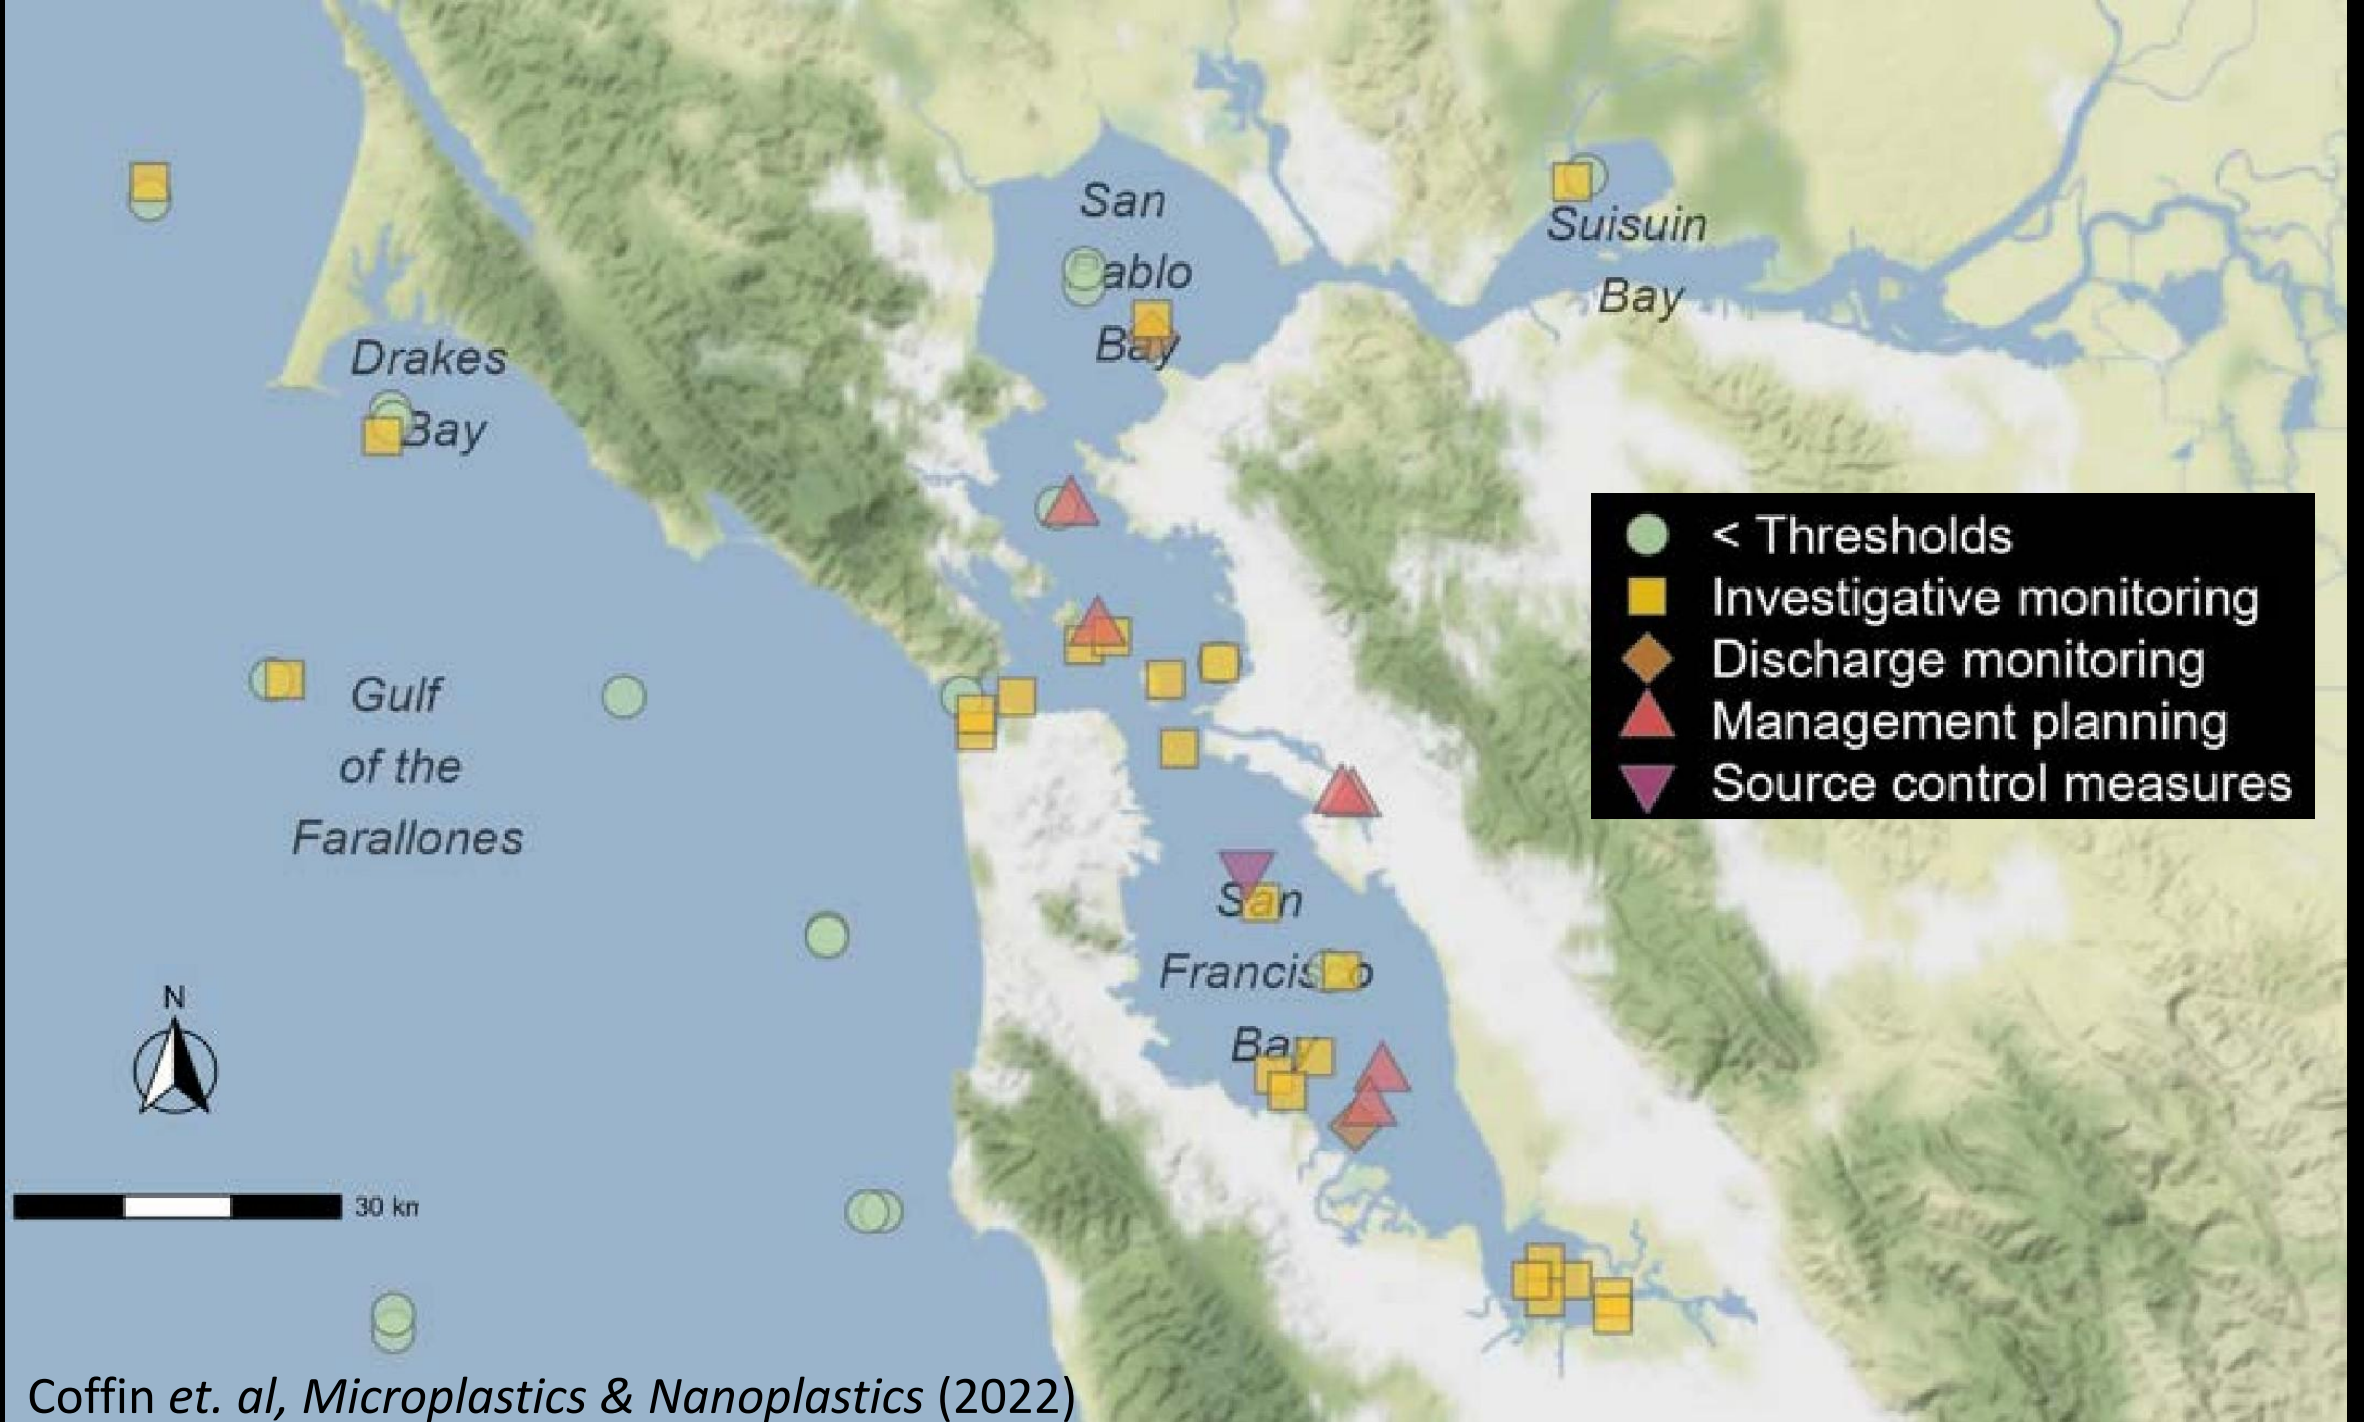 San
Pablo
Bay
Suisuin
Bay
Drakes
Bay
< Thresholds
Investigative monitoring
Discharge monitoring
Management planning
Source control measures
Gulf
of the
Farallones
San
Francisco
Bay
N
30 km
Coffin et. al, Microplastics & Nanoplastics (2022)